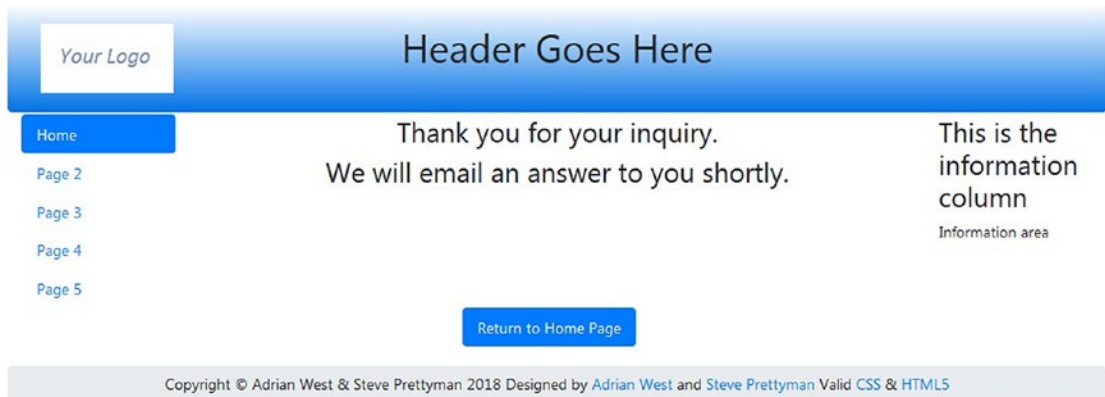 Your Logo
Header Goes Here
Home
Page 2
Page 3
Page 4
Page 5
Thank you for your inquiry.
We will email an answer to you shortly.
Return to Home Page
This is the
information
column
Information area
Copyright © Adrian West & Steve Prettyman 2018 Designed by Adrian West and Steve Prettyman Valid CSS & HTML5